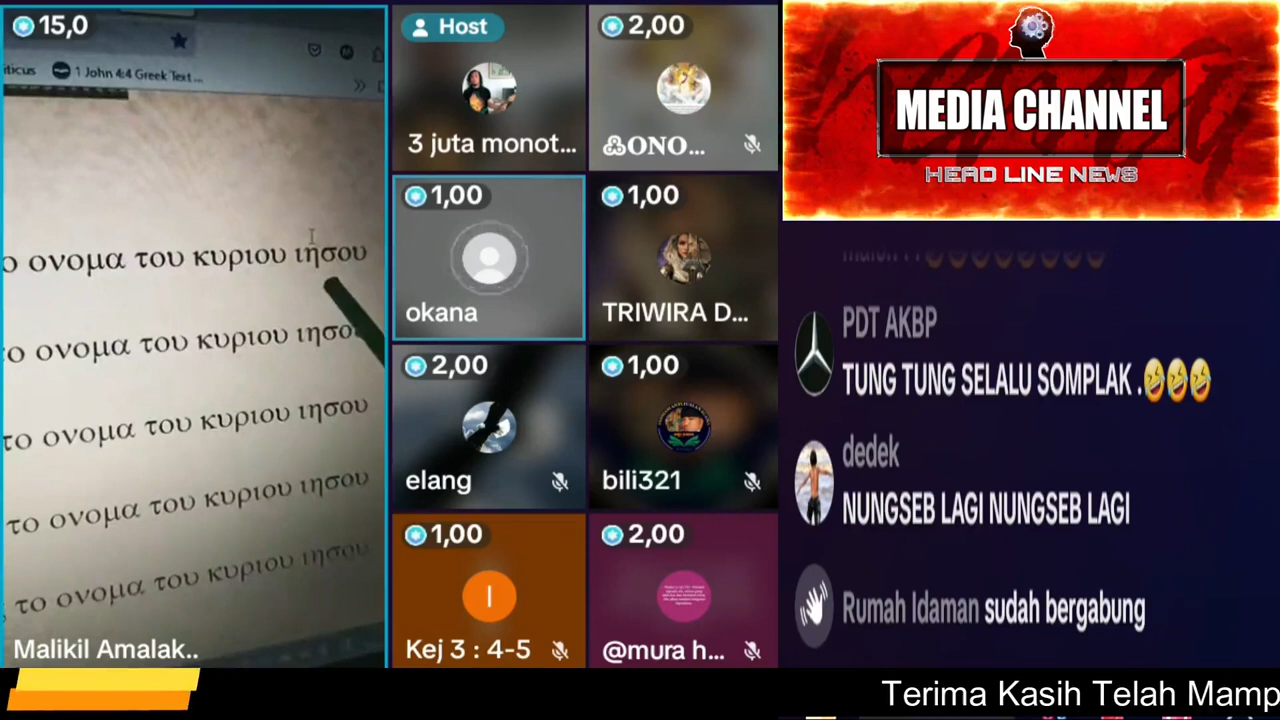 15,0
iticus 1 John 4:4 Greek Text ...
ο ονομα του κυριου ιησου
το ονομα του κυριου ιησου
το ονομα του κυριου ιησου
το ονομα του κυριου ιησου
το ονομα του κυριου ιησου
Malikil Amalak..
Host
3 juta monot...
2,00
ONO...
1,00
okana
1,00
TRIWIRA D...
2,00
elang
1,00
bili321
1,00
I
Kej 3 : 4-5
2,00
@mura h...
MEDIA CHANNEL
HEAD LINE NEWS
PDT AKBP
TUNG TUNG SELALU SOMPLAK .🤣🤣🤣
dedek
NUNGSEB LAGI NUNGSEB LAGI
Rumah Idaman sudah bergabung
Terima Kasih Telah Mamp